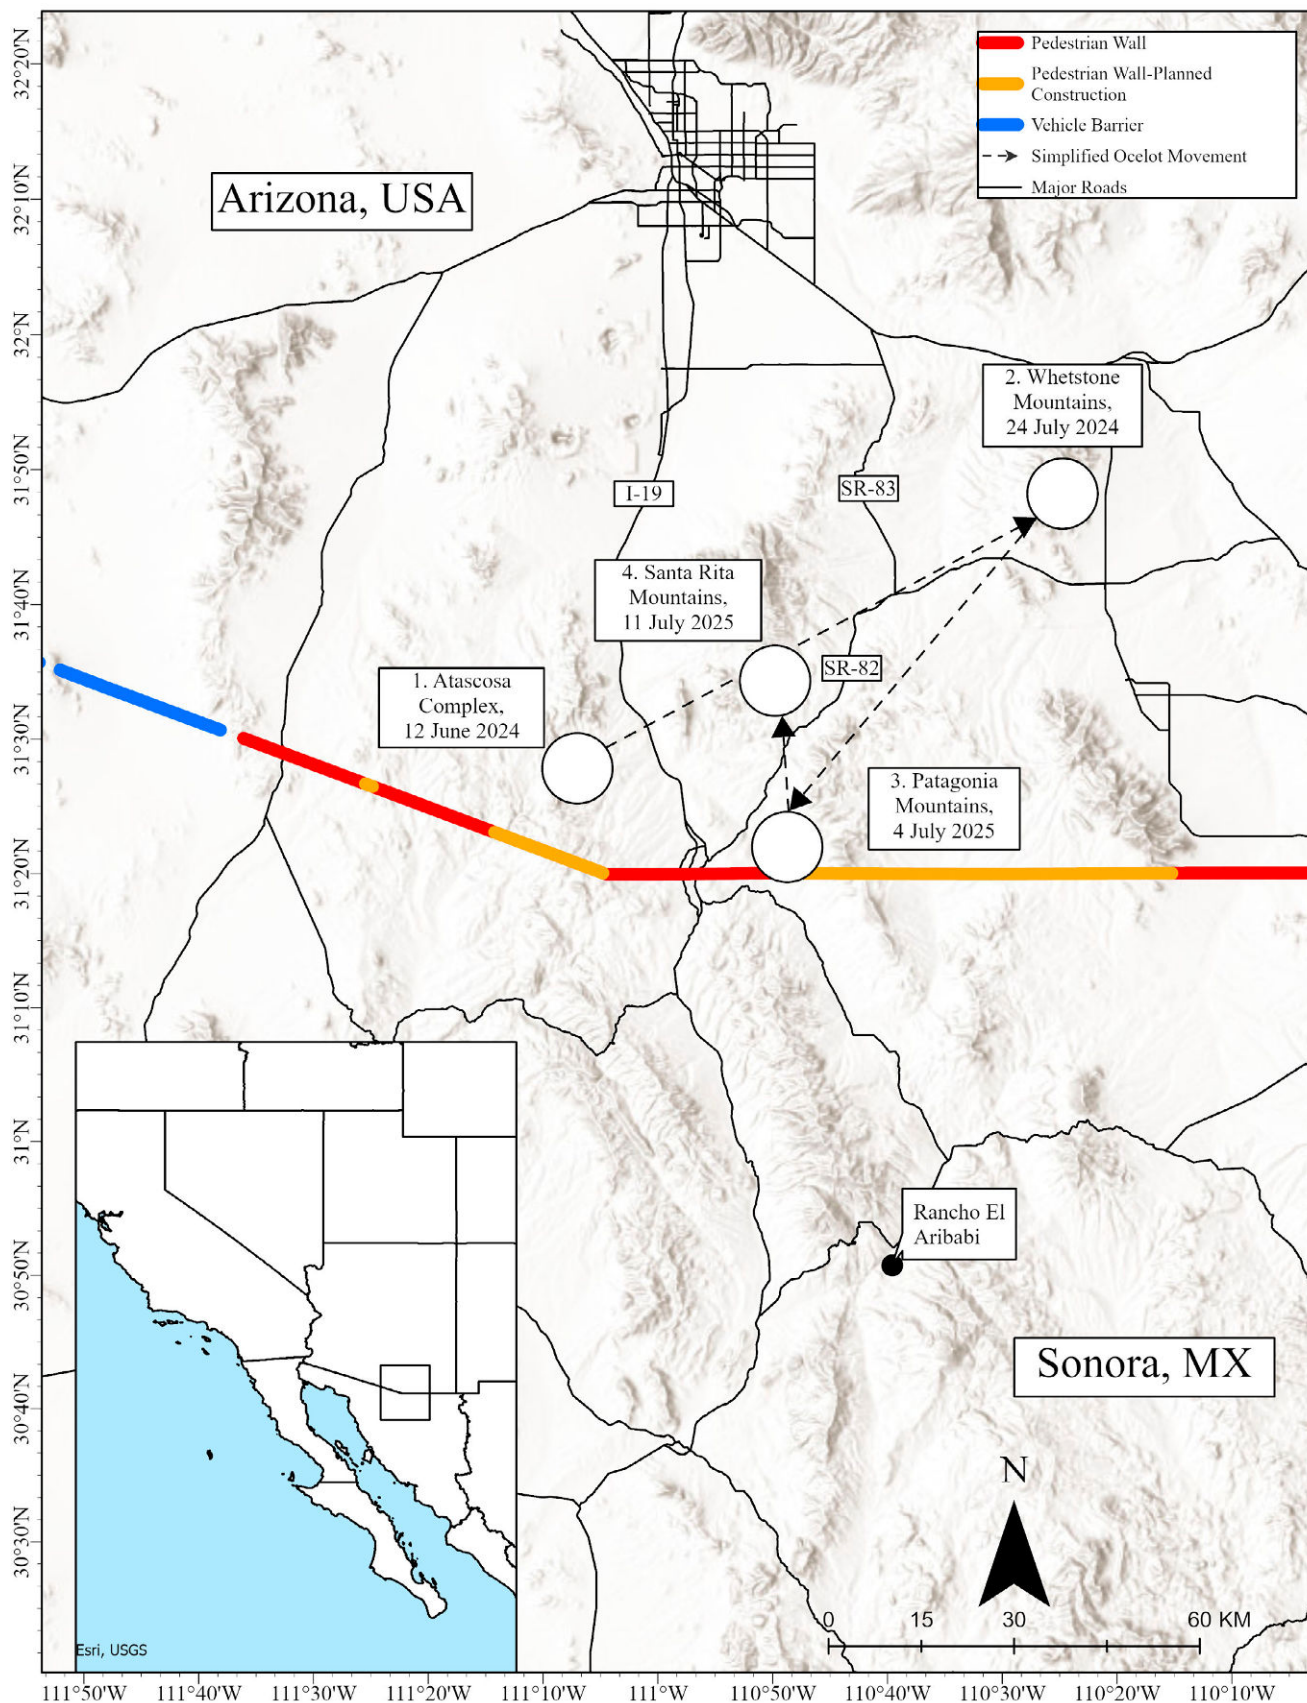 Pedestrian Wall
Pedestrian Wall-Planned
Construction
Vehicle Barrier
Simplified Ocelot Movement
Major Roads
Arizona, USA
2. Whetstone
Mountains,
24 July 2024
I-19
SR-83
4. Santa Rita
Mountains,
11 July 2025
SR-82
1. Atascosa
Complex,
12 June 2024
3. Patagonia
Mountains,
4 July 2025
Rancho El
Aribabi
Sonora, MX
N
0 15 30 60 KM
Esri, USGS
32°20'N
32°10'N
32°N
31°50'N
31°40'N
31°30'N
31°20'N
31°10'N
31°N
30°50'N
30°40'N
30°30'N
111°50'W 111°40'W 111°30'W 111°20'W 111°10'W 111°W 110°50'W 110°40'W 110°30'W 110°20'W 110°10'W